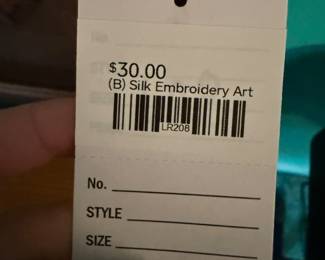 $30.00
(B) Silk Embroidery Art
LR208
No.
STYLE
SIZE